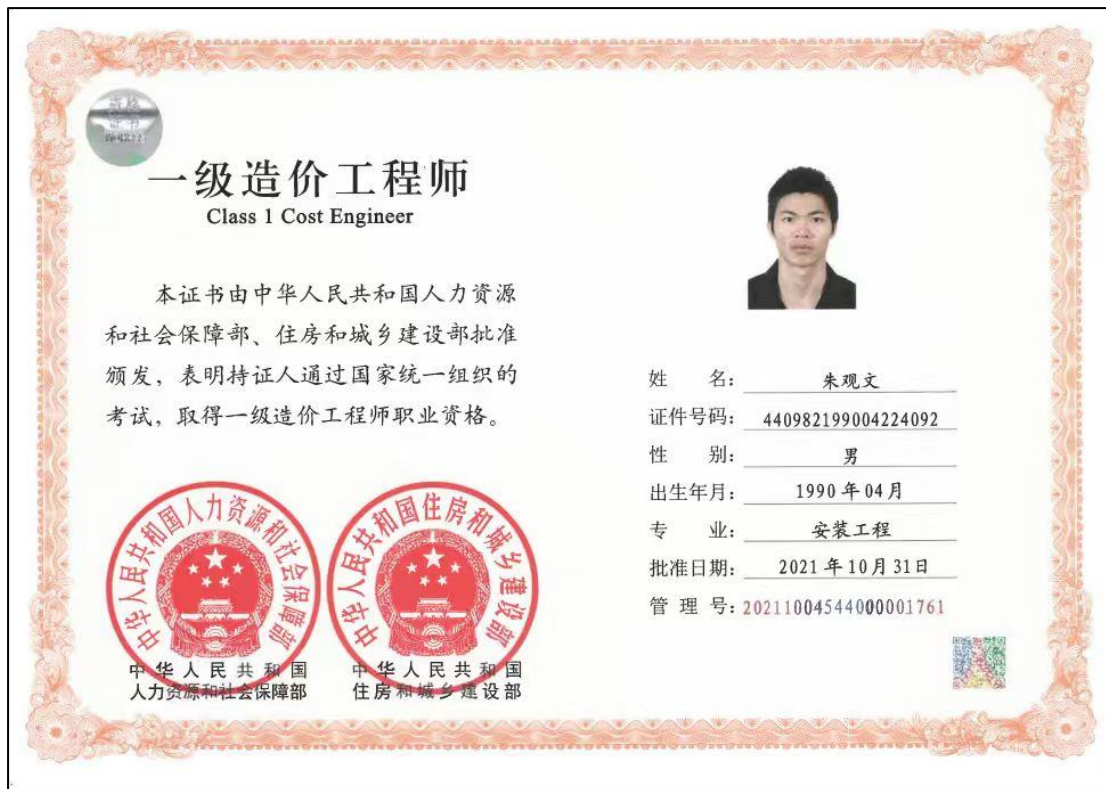 一级造价工程师
Class 1 Cost Engineer
本证书由中华人民共和国人力资源
和社会保障部、住房和城乡建设部批准
颁发，表明持证人通过国家统一组织的
考试，取得一级造价工程师职业资格。
中华人民共和国人力资源和社会保障部
中华人民共和国住房和城乡建设部
中华人民共和国
人力资源和社会保障部
中华人民共和国
住房和城乡建设部
姓 名： 朱观文
证件号码： 440982199004224092
性 别： 男
出生年月： 1990年04月
专 业： 安装工程
批准日期： 2021年10月31日
管 理 号：20211004544000001761